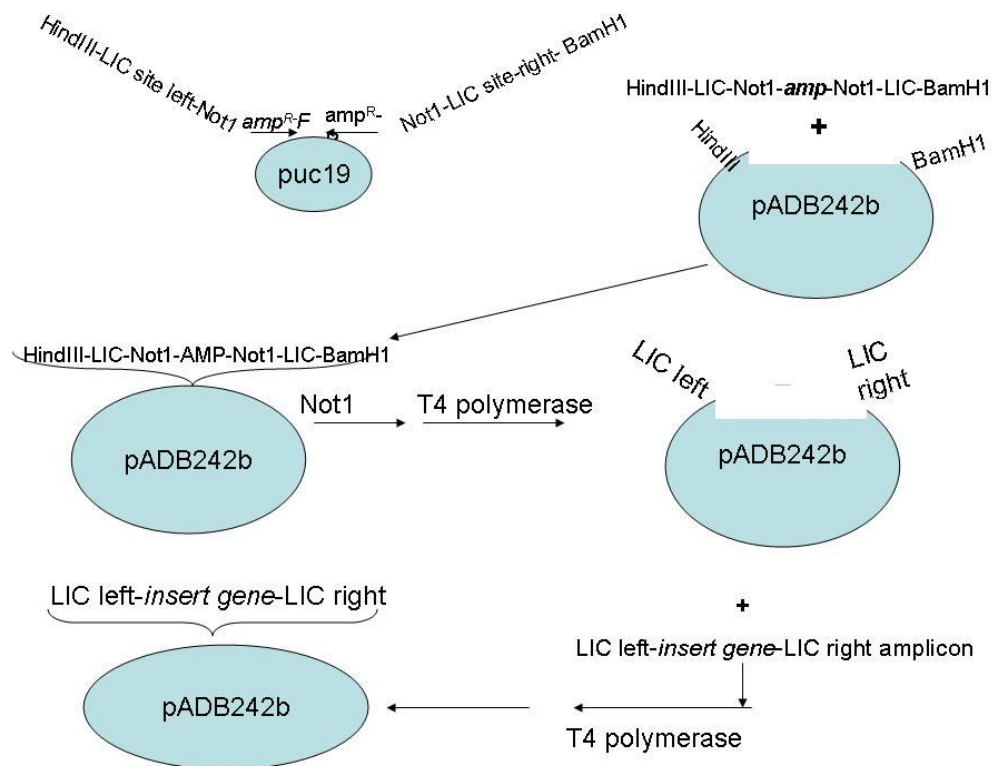 HindIII-LIC site left-Not1 amp^R-F
amp^R-
Not1-LIC site-right- BamH1
puc19
HindIII-LIC-Not1-amp-Not1-LIC-BamH1
+
HindIII
BamH1
pADB242b
HindIII-LIC-Not1-AMP-Not1-LIC-BamH1
pADB242b
Not1
T4 polymerase
LIC left
LIC
right
pADB242b
+
LIC left-insert gene-LIC right amplicon
T4 polymerase
LIC left-insert gene-LIC right
pADB242b